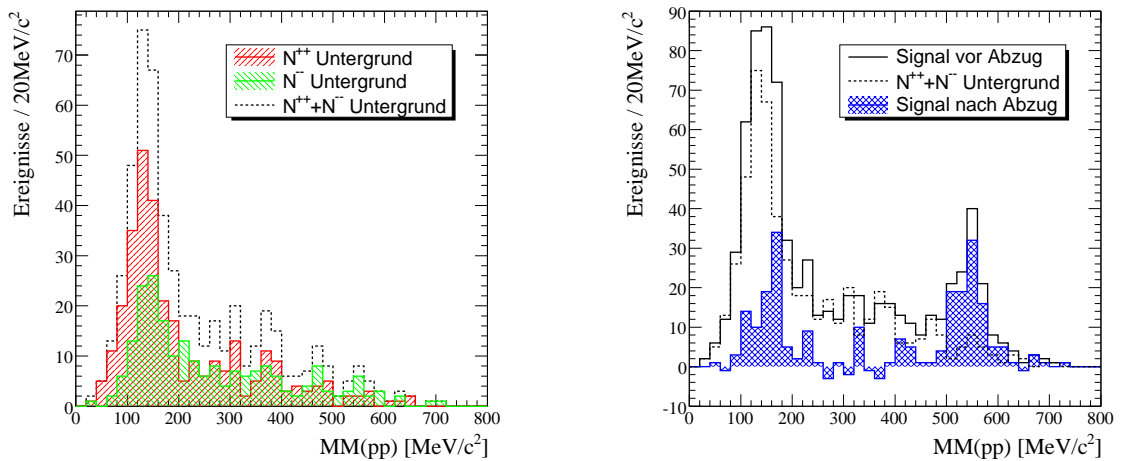 Ereignisse / 20MeV/c²
70
60
50
40
30
20
10
0
N⁺⁺ Untergrund
N⁻⁻ Untergrund
N⁺⁺+N⁻⁻ Untergrund
0 100 200 300 400 500 600 700 800
MM(pp) [MeV/c²]
Ereignisse / 20MeV/c²
90
80
70
60
50
40
30
20
10
0
-10
Signal vor Abzug
N⁺⁺+N⁻⁻ Untergrund
Signal nach Abzug
0 100 200 300 400 500 600 700 800
MM(pp) [MeV/c²]